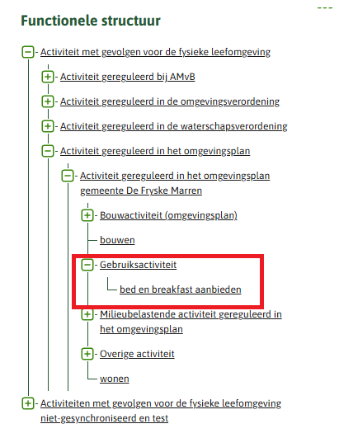 Functionele structuur
Activiteit met gevolgen voor de fysieke leefomgeving
Activiteit gereguleerd bij AMvB
Activiteit gereguleerd in de omgevingsverordening
Activiteit gereguleerd in de waterschapsverordening
Activiteit gereguleerd in het omgevingsplan
Activiteit gereguleerd in het omgevingsplan
gemeente De Fryske Marren
Bouwactiviteit (omgevingsplan)
bouwen
Gebruiksactiviteit
bed en breakfast aanbieden
Milieubelastende activiteit gereguleerd in
het omgevingsplan
Overige activiteit
wonen
Activiteiten met gevolgen voor de fysieke leefomgeving
niet-gesynchroniseerd en test